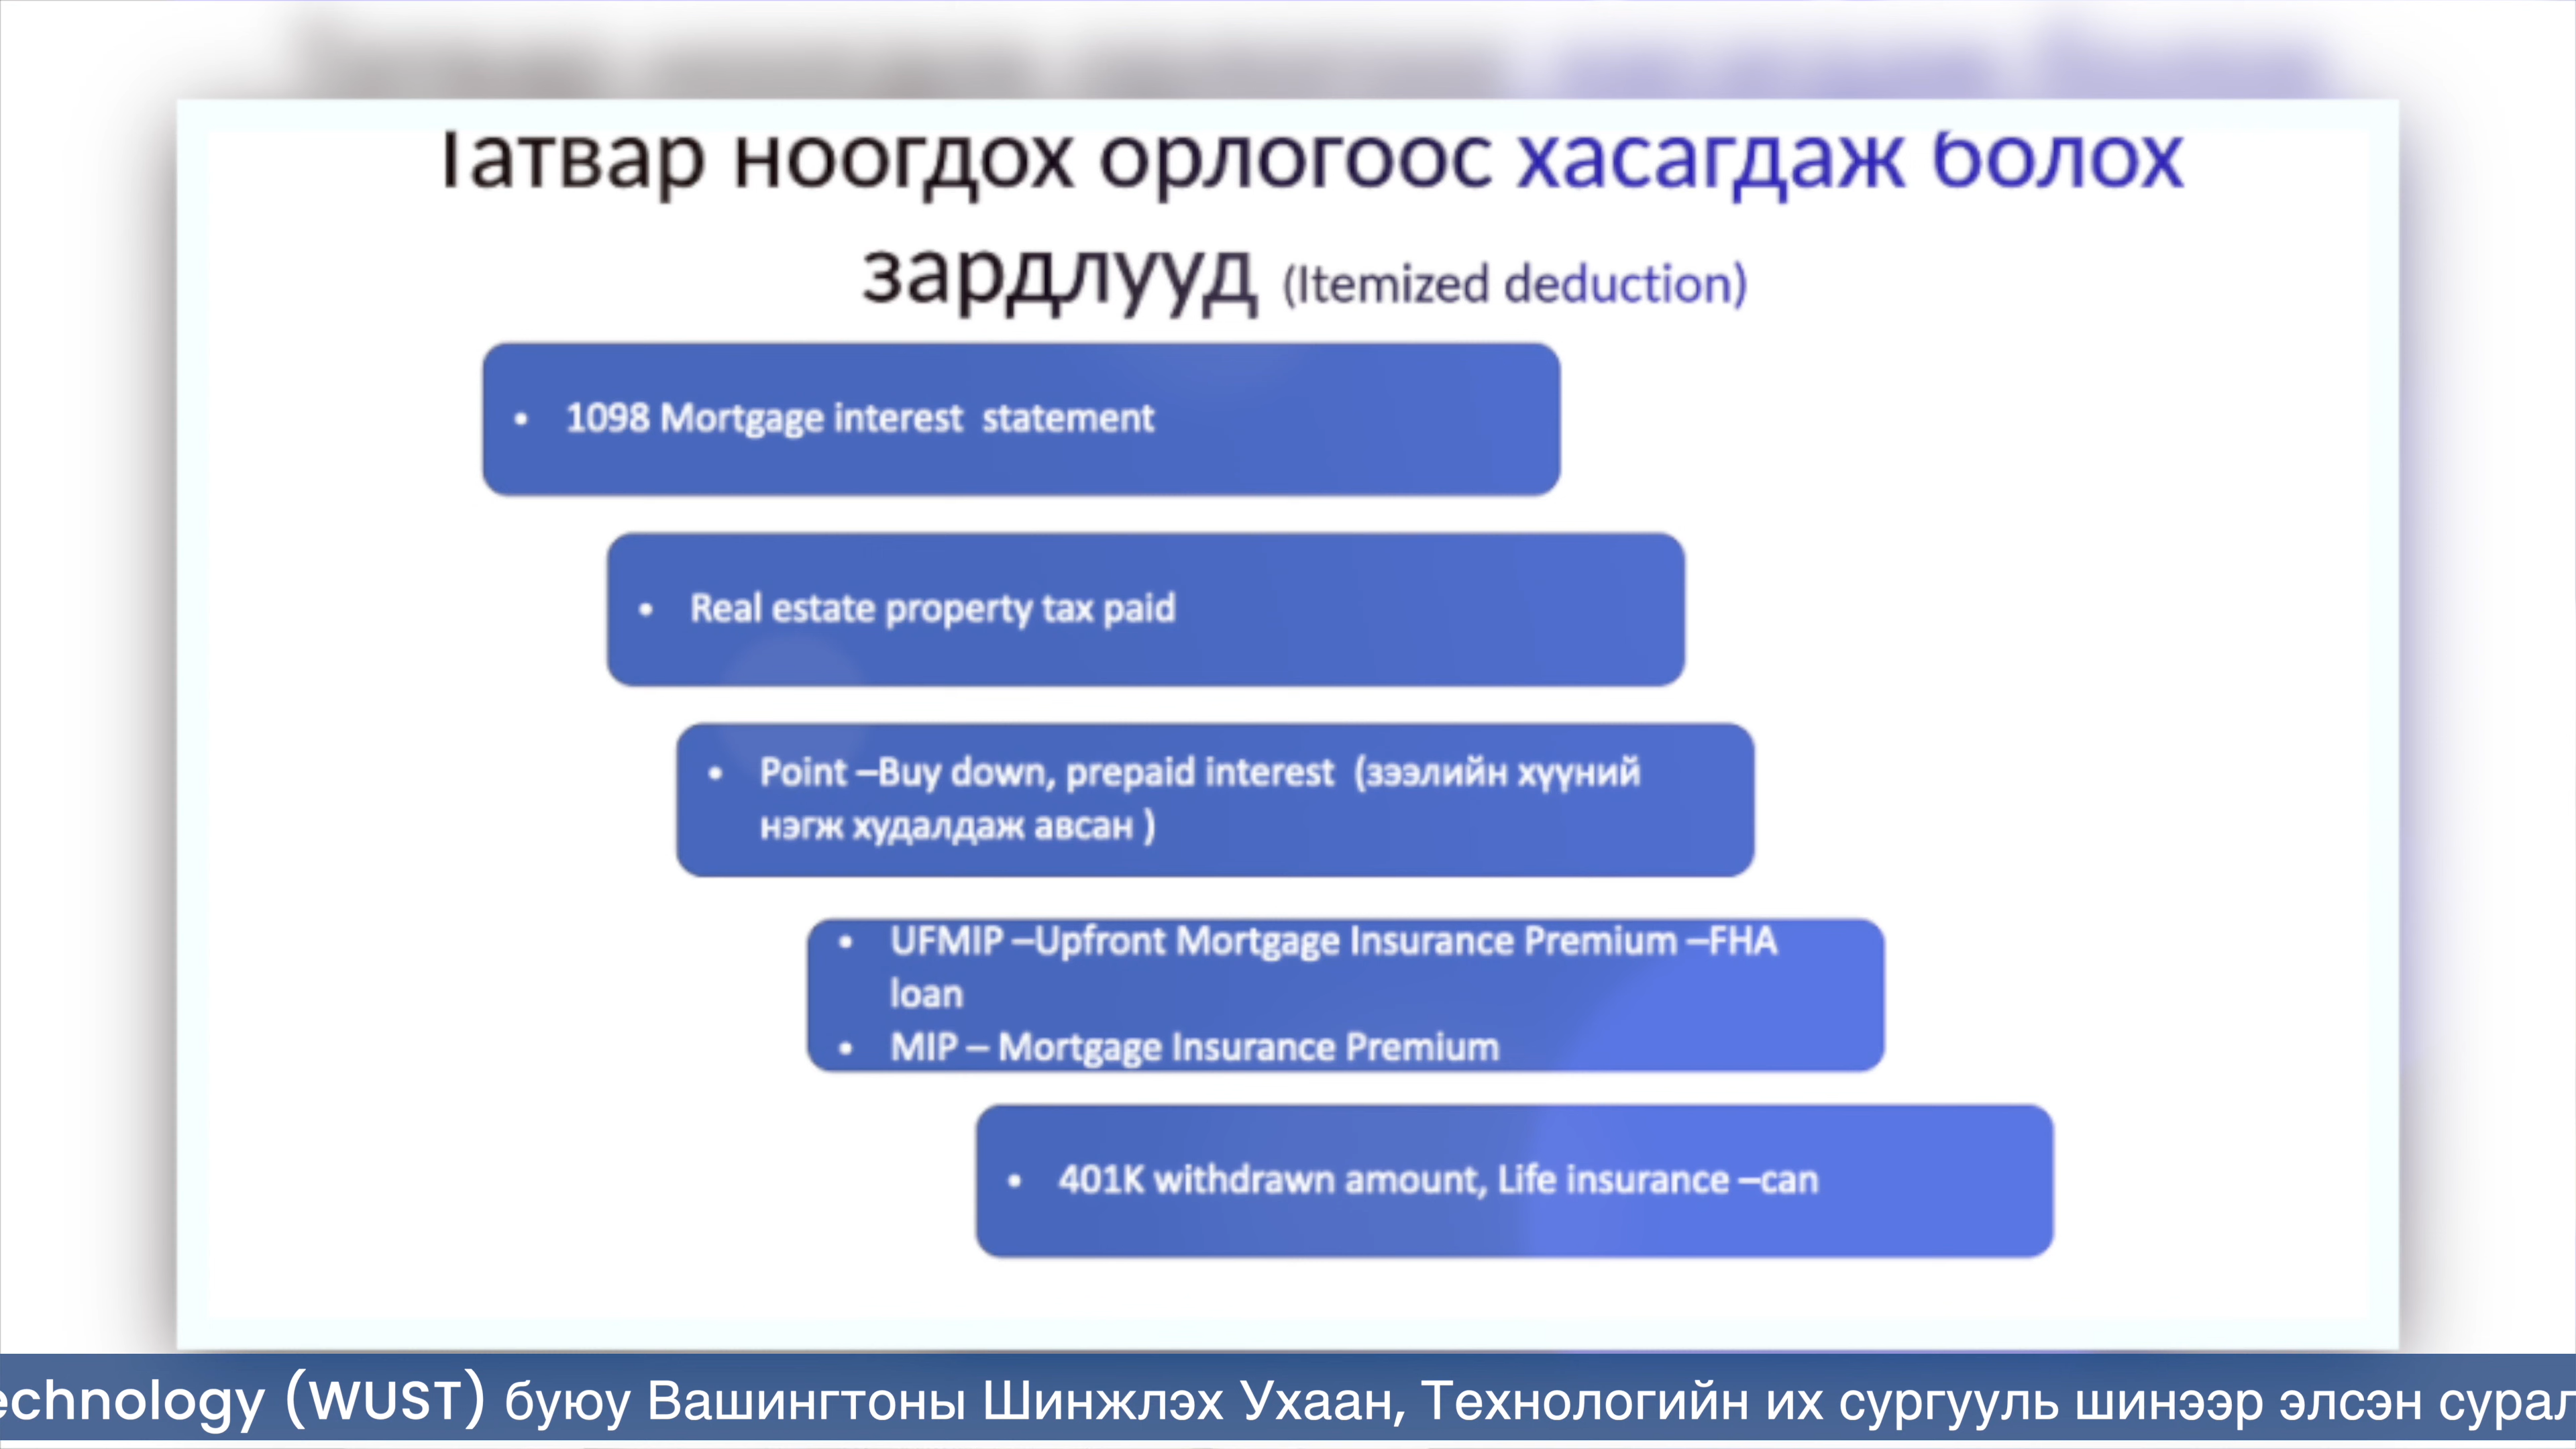 Татвар ноогдох орлогоос хасагдаж болох
зардлууд (Itemized deduction)
• 1098 Mortgage interest statement
• Real estate property tax paid
• Point –Buy down, prepaid interest (зээлийн хүүний
нэгж худалдаж авсан )
• UFMIP –Upfront Mortgage Insurance Premium –FHA
loan
• MIP – Mortgage Insurance Premium
• 401K withdrawn amount, Life insurance –can
echnology (WUST) буюу Вашингтоны Шинжлэх Ухаан, Технологийн их сургууль шинээр элсэн сурал